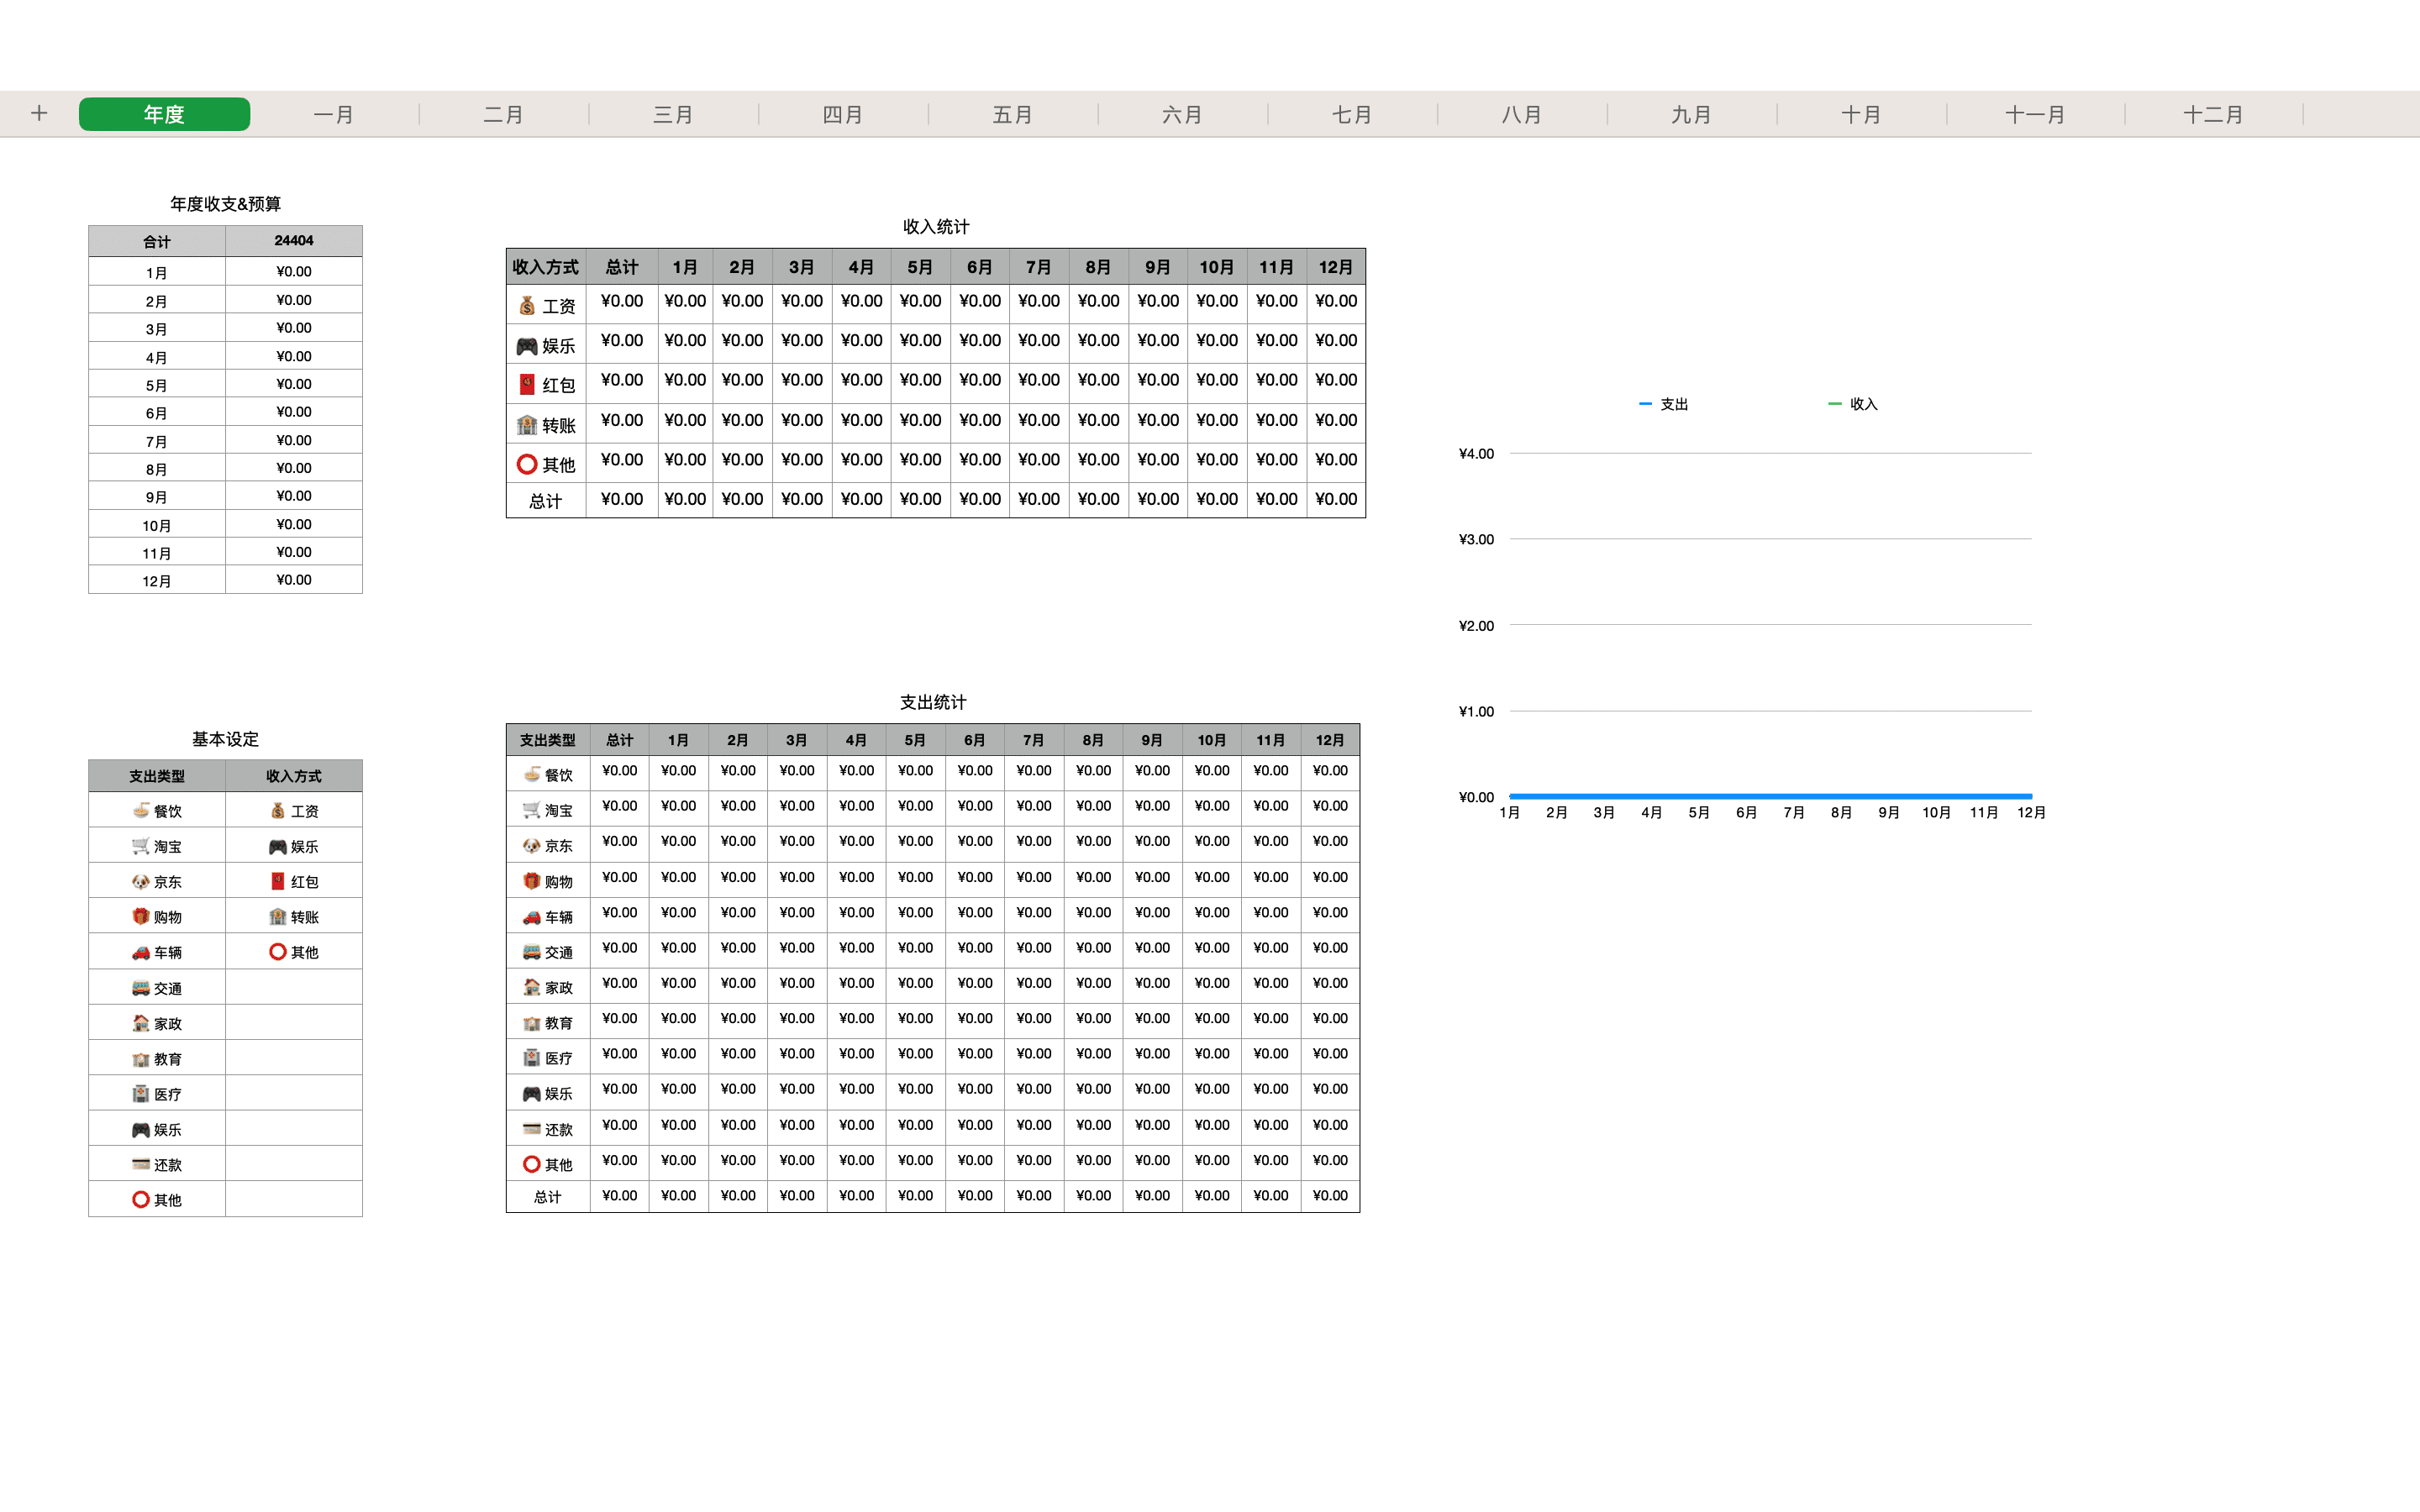 + 年度 一月 二月 三月 四月 五月 六月 七月 八月 九月 十月 十一月 十二月
年度收支&预算
合计 24404
1月 ¥0.00
2月 ¥0.00
3月 ¥0.00
4月 ¥0.00
5月 ¥0.00
6月 ¥0.00
7月 ¥0.00
8月 ¥0.00
9月 ¥0.00
10月 ¥0.00
11月 ¥0.00
12月 ¥0.00
收入统计
收入方式 总计 1月 2月 3月 4月 5月 6月 7月 8月 9月 10月 11月 12月
💰 工资 ¥0.00 ¥0.00 ¥0.00 ¥0.00 ¥0.00 ¥0.00 ¥0.00 ¥0.00 ¥0.00 ¥0.00 ¥0.00 ¥0.00 ¥0.00
🎮 娱乐 ¥0.00 ¥0.00 ¥0.00 ¥0.00 ¥0.00 ¥0.00 ¥0.00 ¥0.00 ¥0.00 ¥0.00 ¥0.00 ¥0.00 ¥0.00
🧧 红包 ¥0.00 ¥0.00 ¥0.00 ¥0.00 ¥0.00 ¥0.00 ¥0.00 ¥0.00 ¥0.00 ¥0.00 ¥0.00 ¥0.00 ¥0.00
🏦 转账 ¥0.00 ¥0.00 ¥0.00 ¥0.00 ¥0.00 ¥0.00 ¥0.00 ¥0.00 ¥0.00 ¥0.00 ¥0.00 ¥0.00 ¥0.00
⭕ 其他 ¥0.00 ¥0.00 ¥0.00 ¥0.00 ¥0.00 ¥0.00 ¥0.00 ¥0.00 ¥0.00 ¥0.00 ¥0.00 ¥0.00 ¥0.00
总计 ¥0.00 ¥0.00 ¥0.00 ¥0.00 ¥0.00 ¥0.00 ¥0.00 ¥0.00 ¥0.00 ¥0.00 ¥0.00 ¥0.00 ¥0.00
支出 收入
¥4.00
¥3.00
¥2.00
¥1.00
¥0.00
1月 2月 3月 4月 5月 6月 7月 8月 9月 10月 11月 12月
基本设定
支出类型 收入方式
🍜 餐饮 💰 工资
🛒 淘宝 🎮 娱乐
🐶 京东 🧧 红包
🎁 购物 🏦 转账
🚗 车辆 ⭕ 其他
🚌 交通
🏠 家政
🏫 教育
🏥 医疗
🎮 娱乐
💳 还款
⭕ 其他
支出统计
支出类型 总计 1月 2月 3月 4月 5月 6月 7月 8月 9月 10月 11月 12月
🍜 餐饮 ¥0.00 ¥0.00 ¥0.00 ¥0.00 ¥0.00 ¥0.00 ¥0.00 ¥0.00 ¥0.00 ¥0.00 ¥0.00 ¥0.00 ¥0.00
🛒 淘宝 ¥0.00 ¥0.00 ¥0.00 ¥0.00 ¥0.00 ¥0.00 ¥0.00 ¥0.00 ¥0.00 ¥0.00 ¥0.00 ¥0.00 ¥0.00
🐶 京东 ¥0.00 ¥0.00 ¥0.00 ¥0.00 ¥0.00 ¥0.00 ¥0.00 ¥0.00 ¥0.00 ¥0.00 ¥0.00 ¥0.00 ¥0.00
🎁 购物 ¥0.00 ¥0.00 ¥0.00 ¥0.00 ¥0.00 ¥0.00 ¥0.00 ¥0.00 ¥0.00 ¥0.00 ¥0.00 ¥0.00 ¥0.00
🚗 车辆 ¥0.00 ¥0.00 ¥0.00 ¥0.00 ¥0.00 ¥0.00 ¥0.00 ¥0.00 ¥0.00 ¥0.00 ¥0.00 ¥0.00 ¥0.00
🚌 交通 ¥0.00 ¥0.00 ¥0.00 ¥0.00 ¥0.00 ¥0.00 ¥0.00 ¥0.00 ¥0.00 ¥0.00 ¥0.00 ¥0.00 ¥0.00
🏠 家政 ¥0.00 ¥0.00 ¥0.00 ¥0.00 ¥0.00 ¥0.00 ¥0.00 ¥0.00 ¥0.00 ¥0.00 ¥0.00 ¥0.00 ¥0.00
🏫 教育 ¥0.00 ¥0.00 ¥0.00 ¥0.00 ¥0.00 ¥0.00 ¥0.00 ¥0.00 ¥0.00 ¥0.00 ¥0.00 ¥0.00 ¥0.00
🏥 医疗 ¥0.00 ¥0.00 ¥0.00 ¥0.00 ¥0.00 ¥0.00 ¥0.00 ¥0.00 ¥0.00 ¥0.00 ¥0.00 ¥0.00 ¥0.00
🎮 娱乐 ¥0.00 ¥0.00 ¥0.00 ¥0.00 ¥0.00 ¥0.00 ¥0.00 ¥0.00 ¥0.00 ¥0.00 ¥0.00 ¥0.00 ¥0.00
💳 还款 ¥0.00 ¥0.00 ¥0.00 ¥0.00 ¥0.00 ¥0.00 ¥0.00 ¥0.00 ¥0.00 ¥0.00 ¥0.00 ¥0.00 ¥0.00
⭕ 其他 ¥0.00 ¥0.00 ¥0.00 ¥0.00 ¥0.00 ¥0.00 ¥0.00 ¥0.00 ¥0.00 ¥0.00 ¥0.00 ¥0.00 ¥0.00
总计 ¥0.00 ¥0.00 ¥0.00 ¥0.00 ¥0.00 ¥0.00 ¥0.00 ¥0.00 ¥0.00 ¥0.00 ¥0.00 ¥0.00 ¥0.00